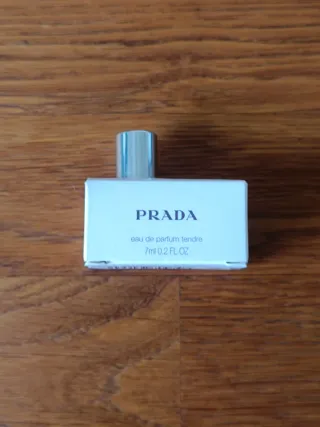 PRADA
eau de parfum tendre
7ml 0.2 FL.OZ